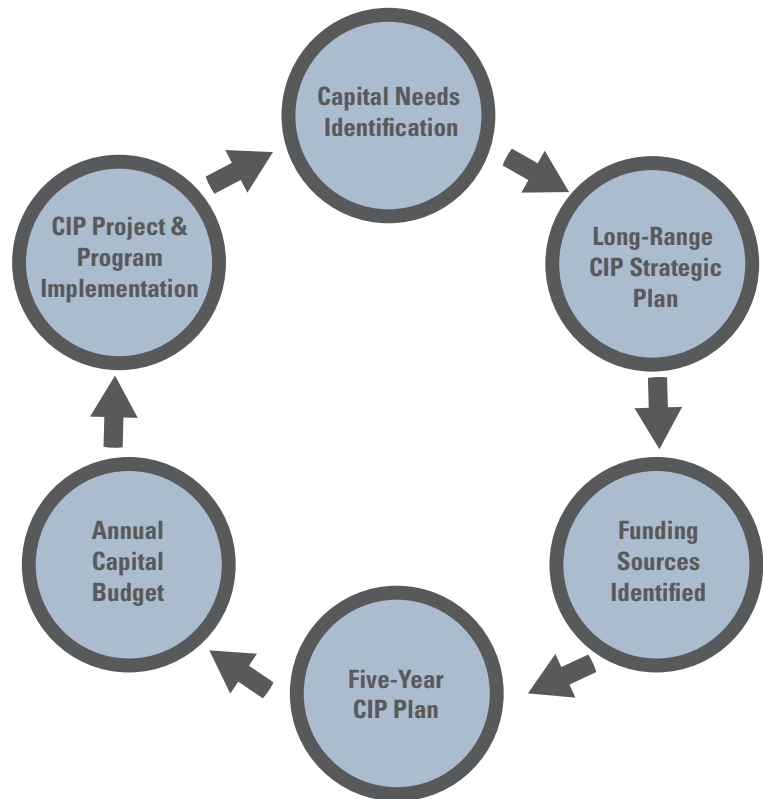 Capital Needs
Identification
Long-Range
CIP Strategic
Plan
Funding
Sources
Identified
Five-Year
CIP Plan
Annual
Capital
Budget
CIP Project &
Program
Implementation